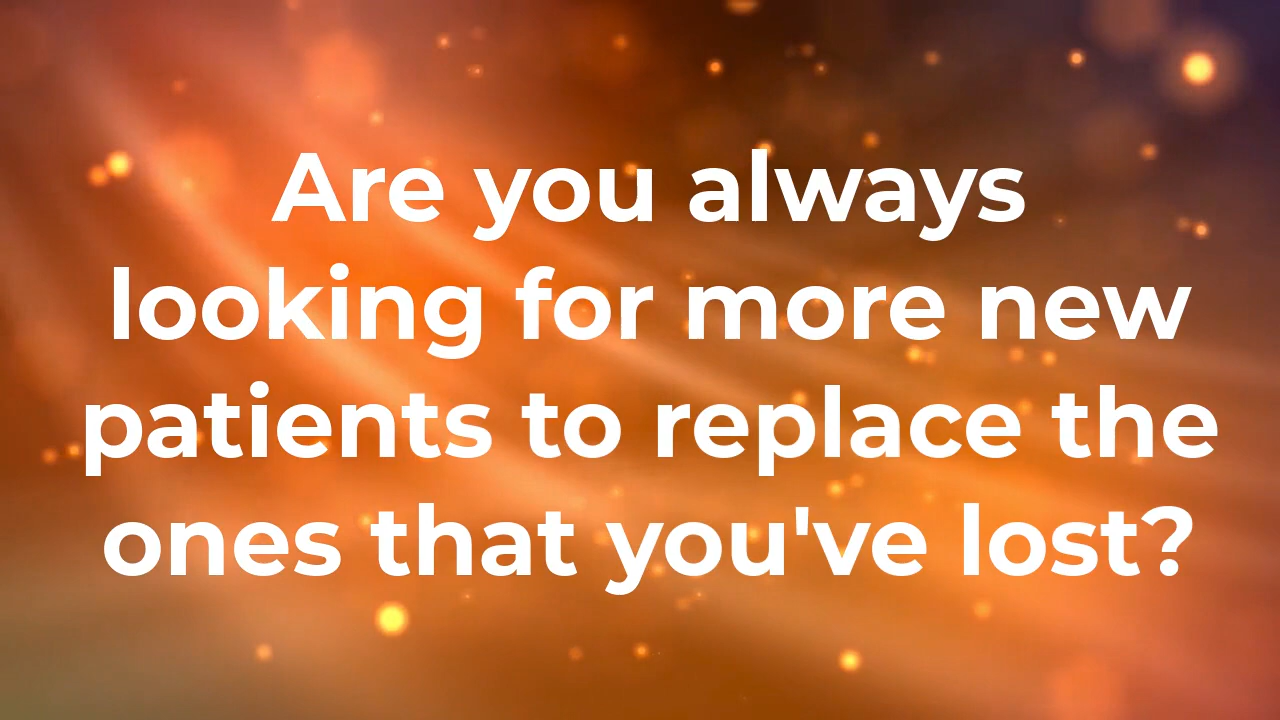 Are you always
looking for more new
patients to replace the
ones that you've lost?